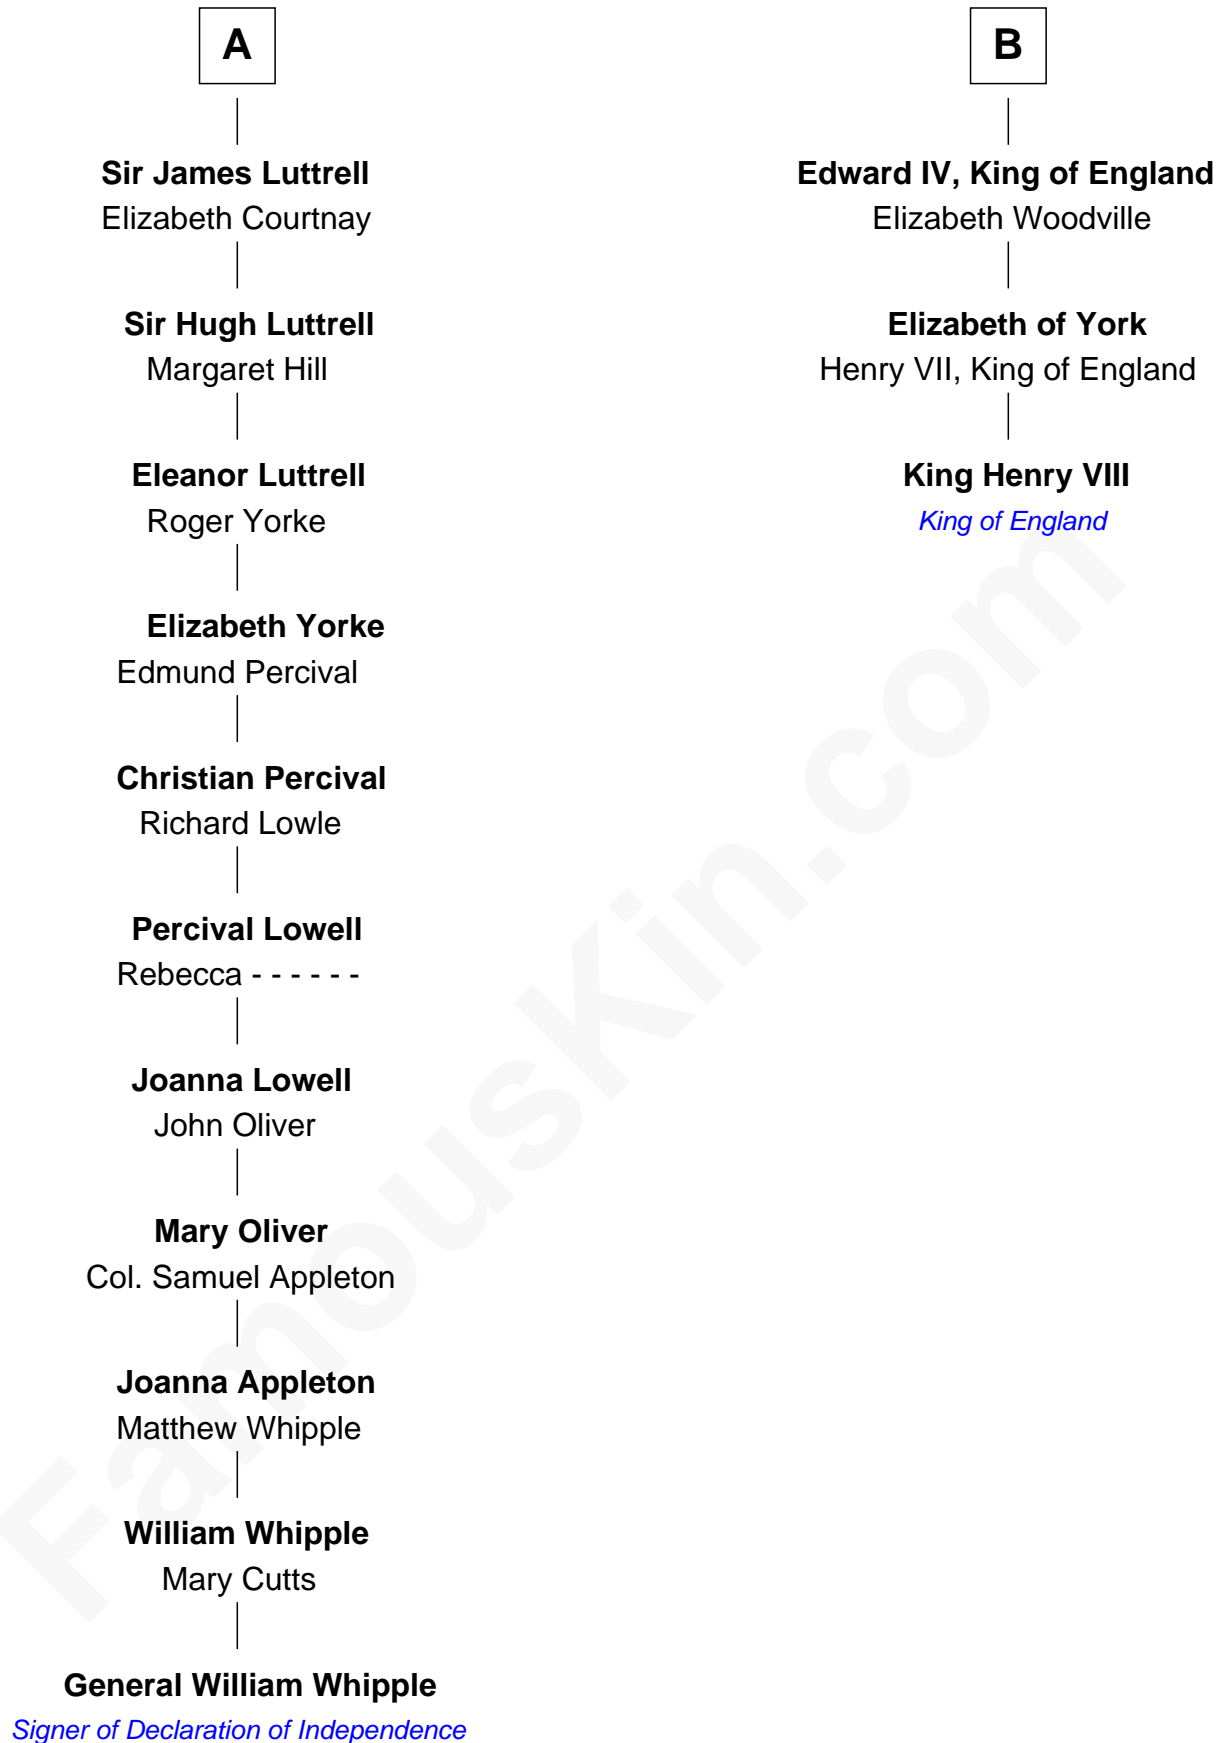 A
Sir James Luttrell
Elizabeth Courtnay
Sir Hugh Luttrell
Margaret Hill
Eleanor Luttrell
Roger Yorke
Elizabeth Yorke
Edmund Percival
Christian Percival
Richard Lowle
Percival Lowell
Rebecca - - - - - -
Joanna Lowell
John Oliver
Mary Oliver
Col. Samuel Appleton
Joanna Appleton
Matthew Whipple
William Whipple
Mary Cutts
General William Whipple
Signer of Declaration of Independence
B
Edward IV, King of England
Elizabeth Woodville
Elizabeth of York
Henry VII, King of England
King Henry VIII
King of England
FamousKin.com